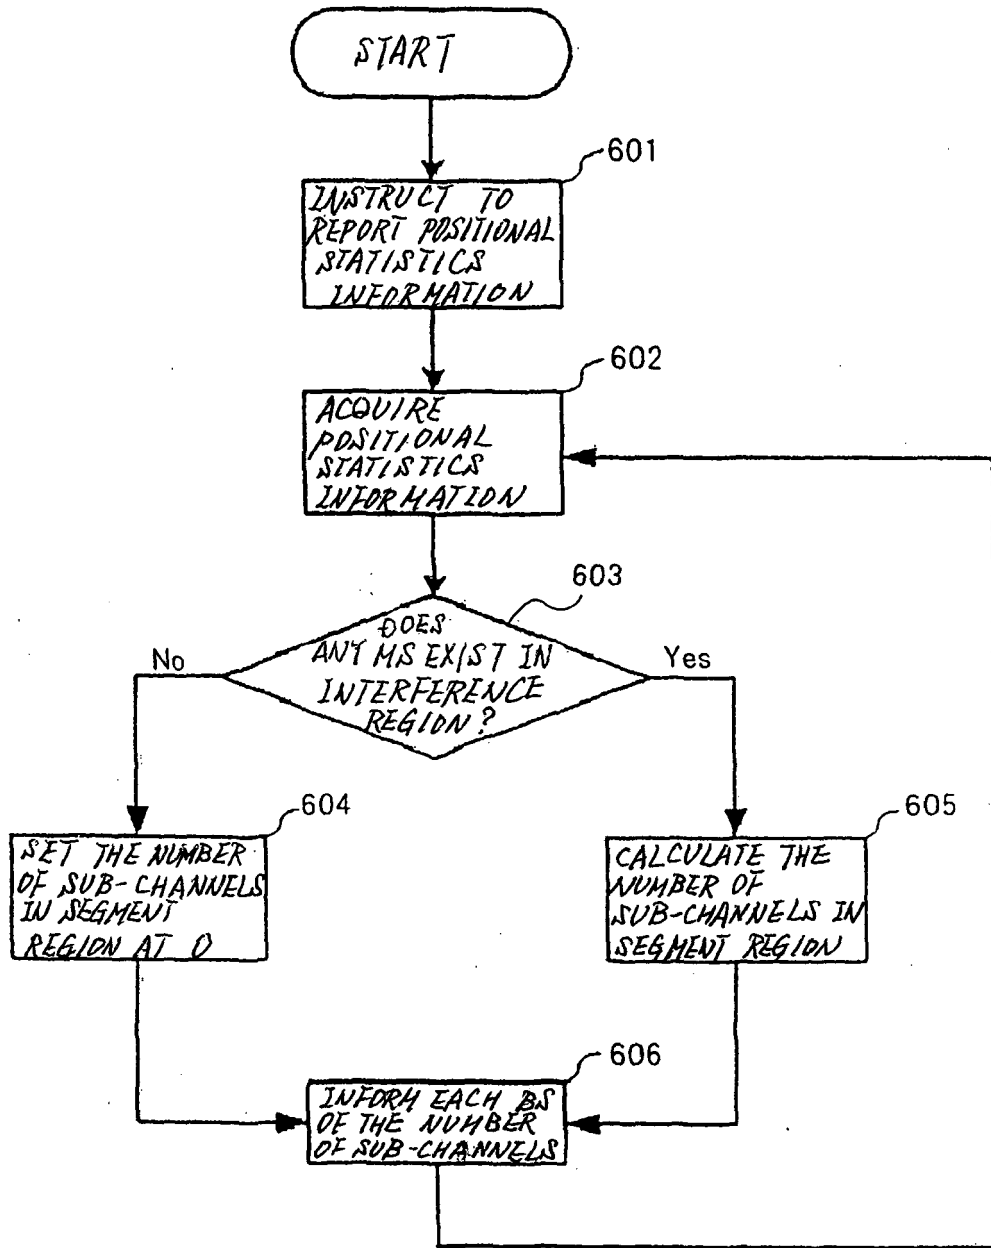 START
601
INSTRUCT TO
REPORT POSITIONAL
STATISTICS
INFORMATION
602
ACQUIRE
POSITIONAL
STATISTICS
INFORMATION
603
DOES
ANY MS EXIST IN
INTERFERENCE
REGION?
No
Yes
604
SET THE NUMBER
OF SUB-CHANNELS
IN SEGMENT
REGION AT 0
605
CALCULATE THE
NUMBER OF
SUB-CHANNELS IN
SEGMENT REGION
606
INFORM EACH BS
OF THE NUMBER
OF SUB-CHANNELS